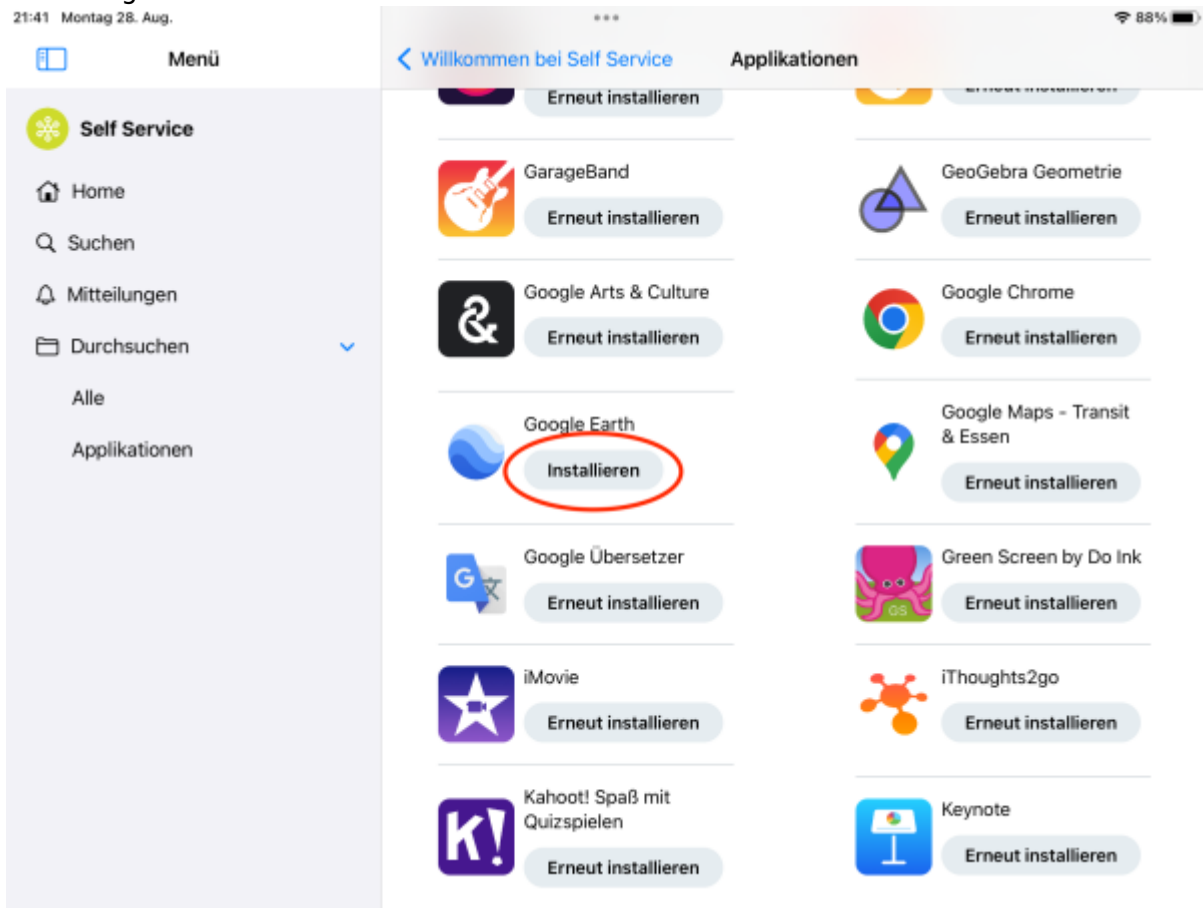 21:41 Montag 28. Aug.
88%
Menü
Willkommen bei Self Service
Applikationen
Self Service
Home
Suchen
Mitteilungen
Durchsuchen
Alle
Applikationen
Erneut installieren
GarageBand
Erneut installieren
GeoGebra Geometrie
Erneut installieren
&
Google Arts & Culture
Erneut installieren
Google Chrome
Erneut installieren
Google Earth
Installieren
Google Maps - Transit
& Essen
Erneut installieren
G
Google Übersetzer
Erneut installieren
GS
Green Screen by Do Ink
Erneut installieren
iMovie
Erneut installieren
iThoughts2go
Erneut installieren
K!
Kahoot! Spaß mit
Quizspielen
Erneut installieren
Keynote
Erneut installieren